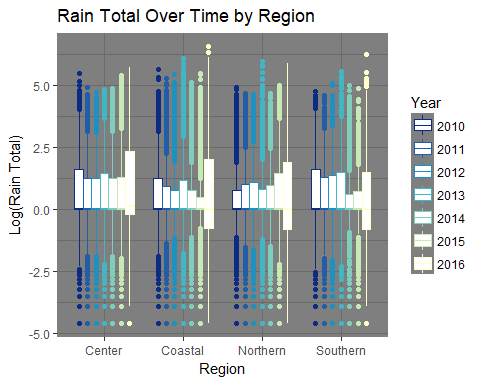 Rain Total Over Time by Region
Log(Rain Total)
5.0
2.5
0.0
-2.5
-5.0
Center
Coastal
Northern
Southern
Region
Year
2010
2011
2012
2013
2014
2015
2016